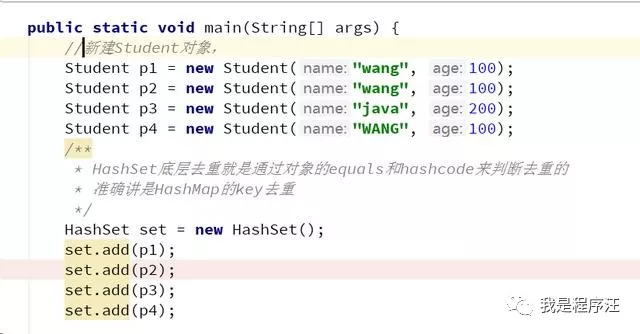 public static void main(String[] args) {
//新建Student对象,
Student p1 = new Student( name: "wang", age: 100);
Student p2 = new Student( name: "wang", age: 100);
Student p3 = new Student( name: "java", age: 200);
Student p4 = new Student( name: "WANG", age: 100);
/**
* HashSet底层去重就是通过对象的equals和hashcode来判断去重的
* 准确讲是HashMap的key去重
*/
HashSet set = new HashSet();
set.add(p1);
set.add(p2);
set.add(p3);
set.add(p4);
我是程序汪